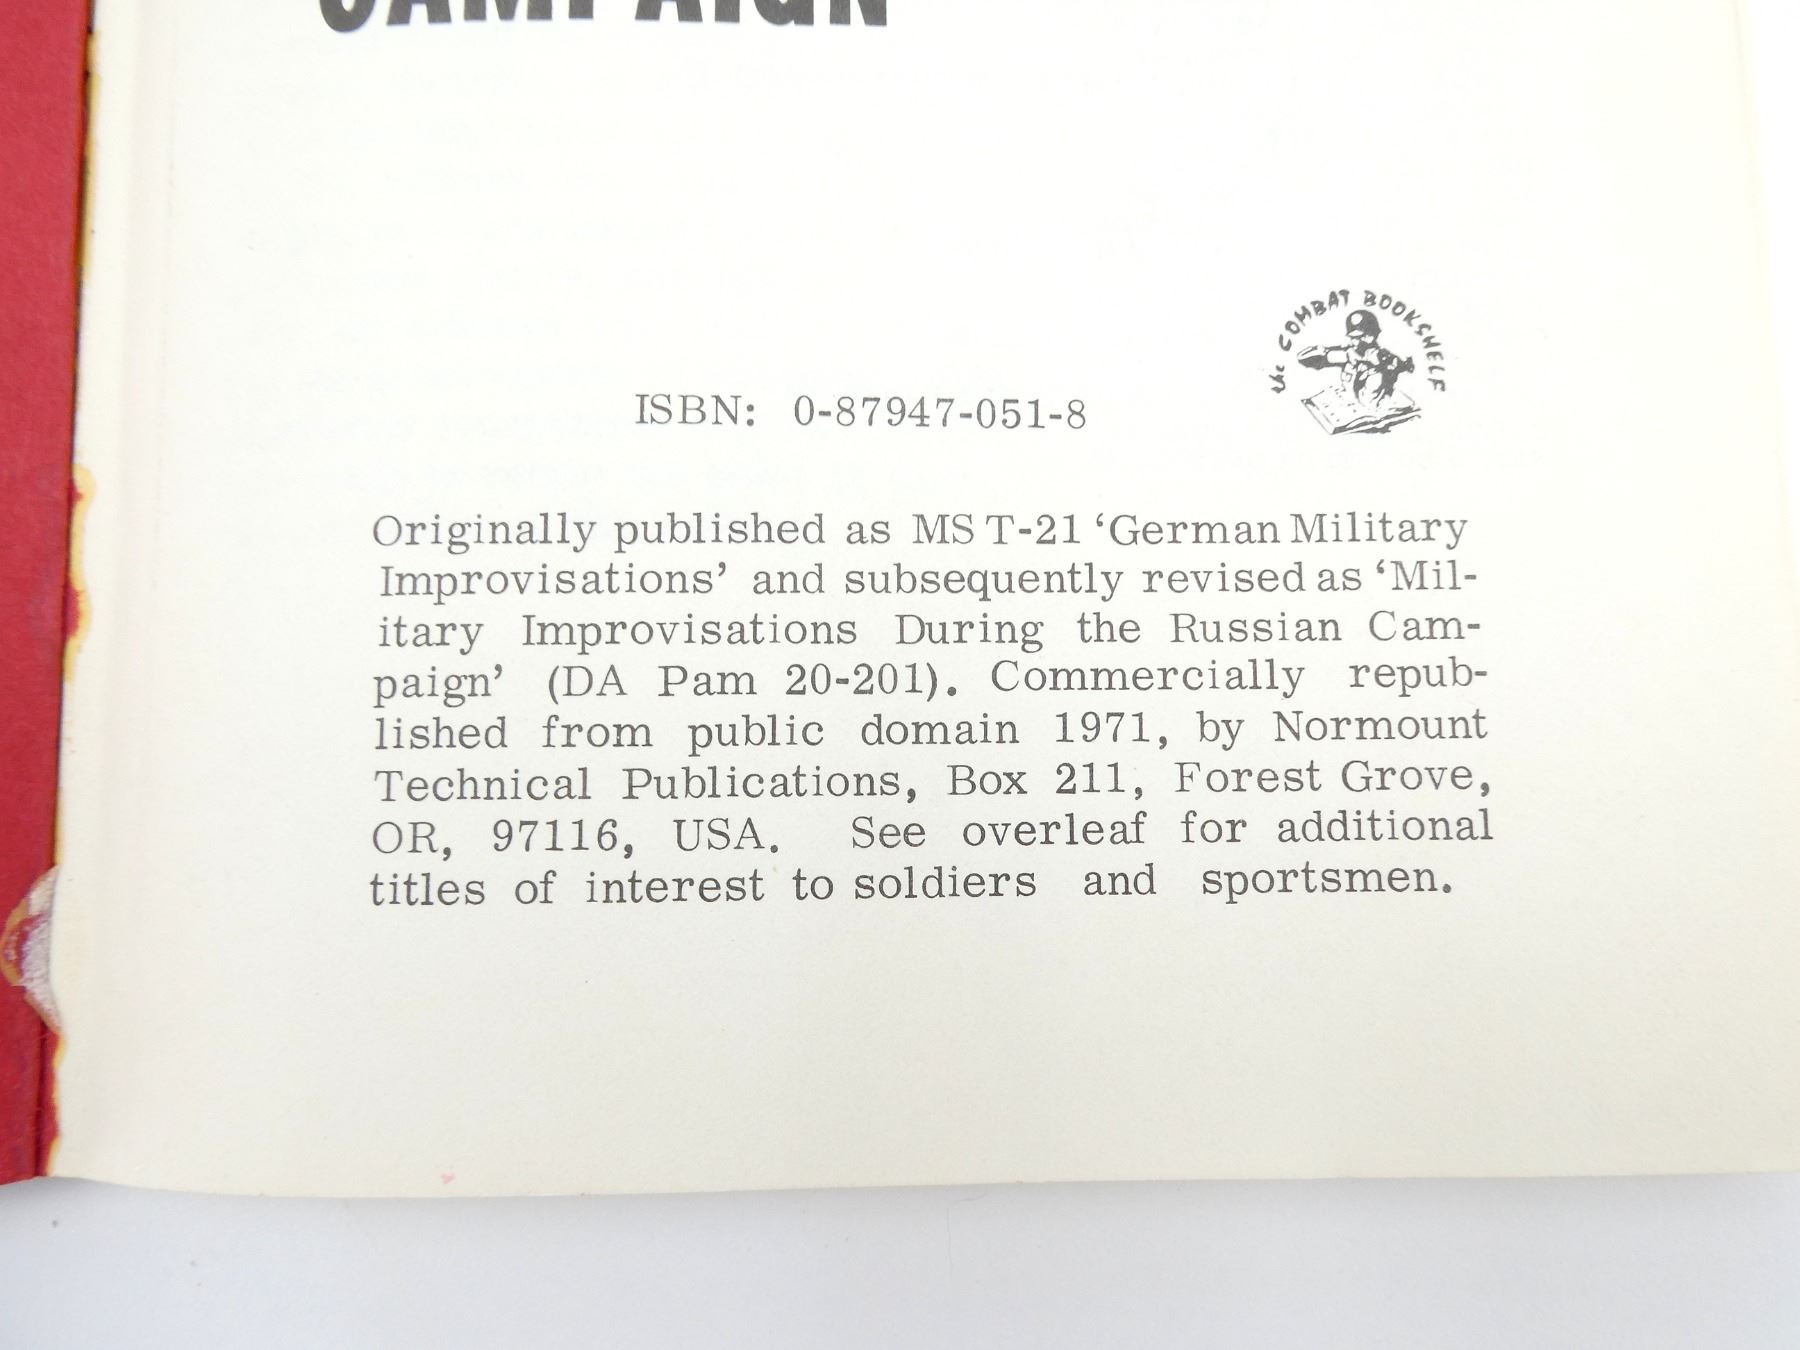 CAMPAIGN
the COMBAT BOOKSHELF
ISBN: 0-87947-051-8
Originally published as MS T-21 ‘German Military
Improvisations’ and subsequently revised as ‘Mil-
itary Improvisations During the Russian Cam-
paign’ (DA Pam 20-201). Commercially repub-
lished from public domain 1971, by Normount
Technical Publications, Box 211, Forest Grove,
OR, 97116, USA. See overleaf for additional
titles of interest to soldiers and sportsmen.